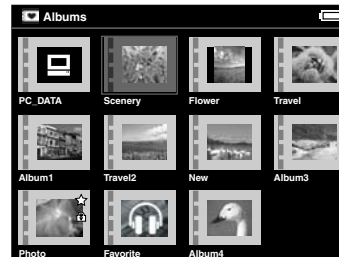 Albums
PC_DATA Scenery Flower Travel
Album1 Travel2 New Album3
Photo Favorite Album4